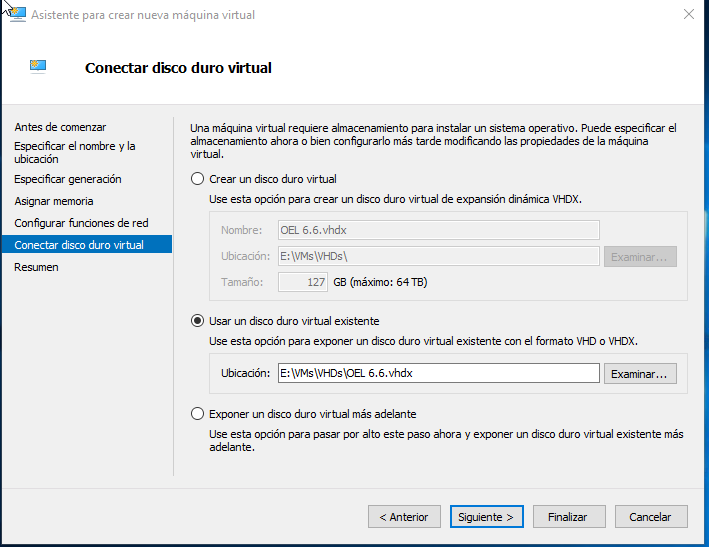 Asistente para crear nueva máquina virtual
Conectar disco duro virtual
Antes de comenzar
Especificar el nombre y la
ubicación
Especificar generación
Asignar memoria
Configurar funciones de red
Conectar disco duro virtual
Resumen
Una máquina virtual requiere almacenamiento para instalar un sistema operativo. Puede especificar el
almacenamiento ahora o bien configurarlo más tarde modificando las propiedades de la máquina
virtual.
Crear un disco duro virtual
Use esta opción para crear un disco duro virtual de expansión dinámica VHDX.
Nombre: OEL 6.6.vhdx
Ubicación: E:\VMs\VHDs\ Examinar...
Tamaño: 127 GB (máximo: 64 TB)
Usar un disco duro virtual existente
Use esta opción para exponer un disco duro virtual existente con el formato VHD o VHDX.
Ubicación: E:\VMs\VHDs\OEL 6.6.vhdx Examinar...
Exponer un disco duro virtual más adelante
Use esta opción para pasar por alto este paso ahora y exponer un disco duro virtual existente más
adelante.
< Anterior Siguiente > Finalizar Cancelar